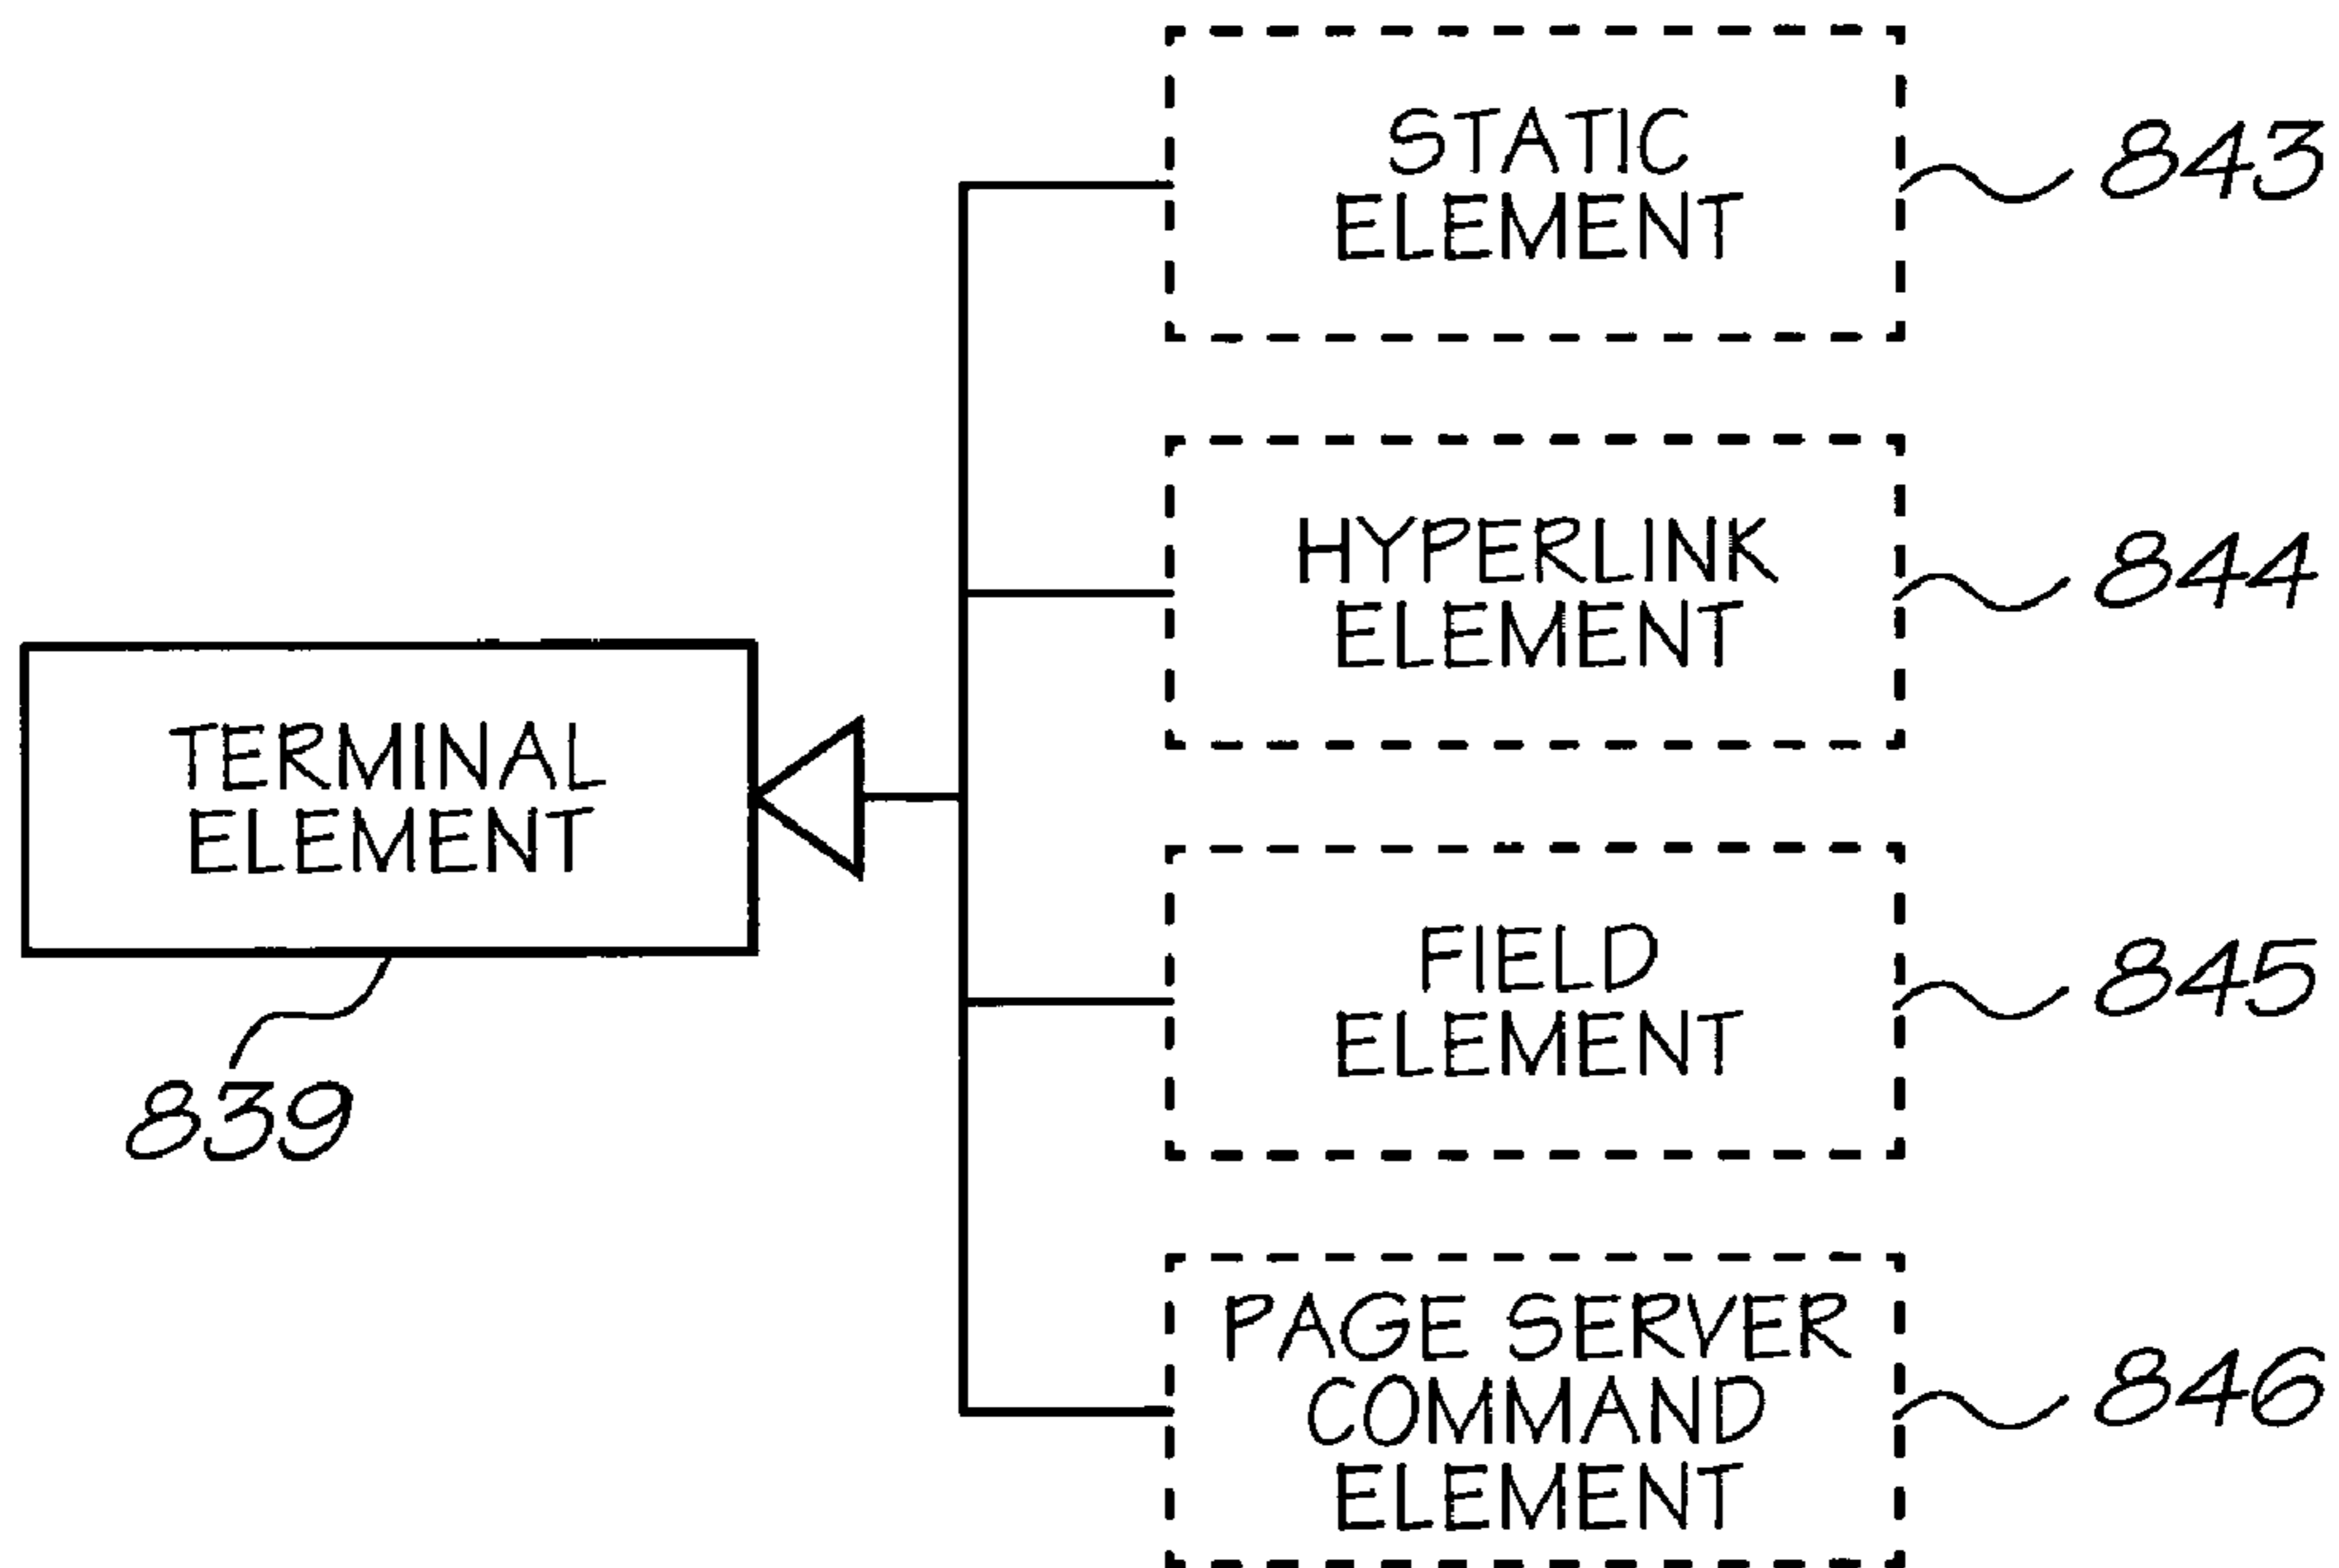 STATIC
ELEMENT
843
HYPERLINK
ELEMENT
844
TERMINAL
ELEMENT
839
FIELD
ELEMENT
845
PAGE SERVER
COMMAND
ELEMENT
846